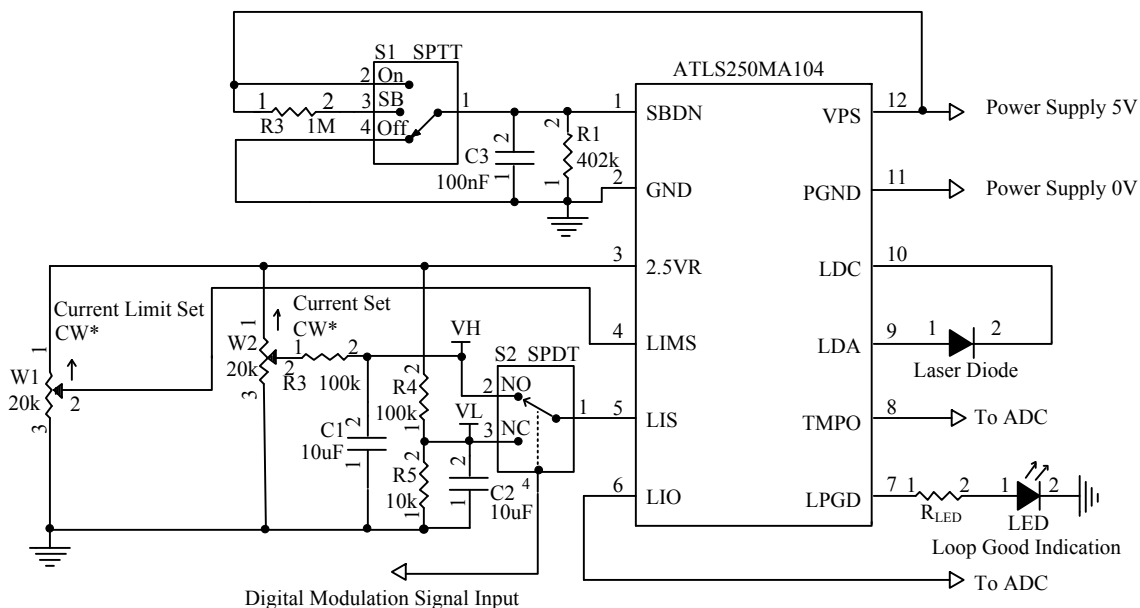 S1 SPTT
ATLS250MA104
2 On
1 2 3 SB 1
R3 1M 4 Off
2
C3
100nF
1
2
R1
402k
1
1 SBDN
2 GND
3 2.5VR
4 LIMS
5 LIS
6 LIO
VPS 12
PGND 11
LDC 10
LDA 9
TMPO 8
LPGD 7
Power Supply 5V
Power Supply 0V
1 2
Laser Diode
To ADC
1 2
RLED
1 2
LED
Loop Good Indication
To ADC
Current Limit Set
CW*
1
W1
20k
2
3
Current Set
CW*
1
W2
20k
2
3
1 2
R3 100k
VH
S2 SPDT
2 NO
1
3 NC
4
2
R4
100k
1
VL
2
C1
10uF
1
2
R5
10k
1
2
C2
10uF
1
Digital Modulation Signal Input